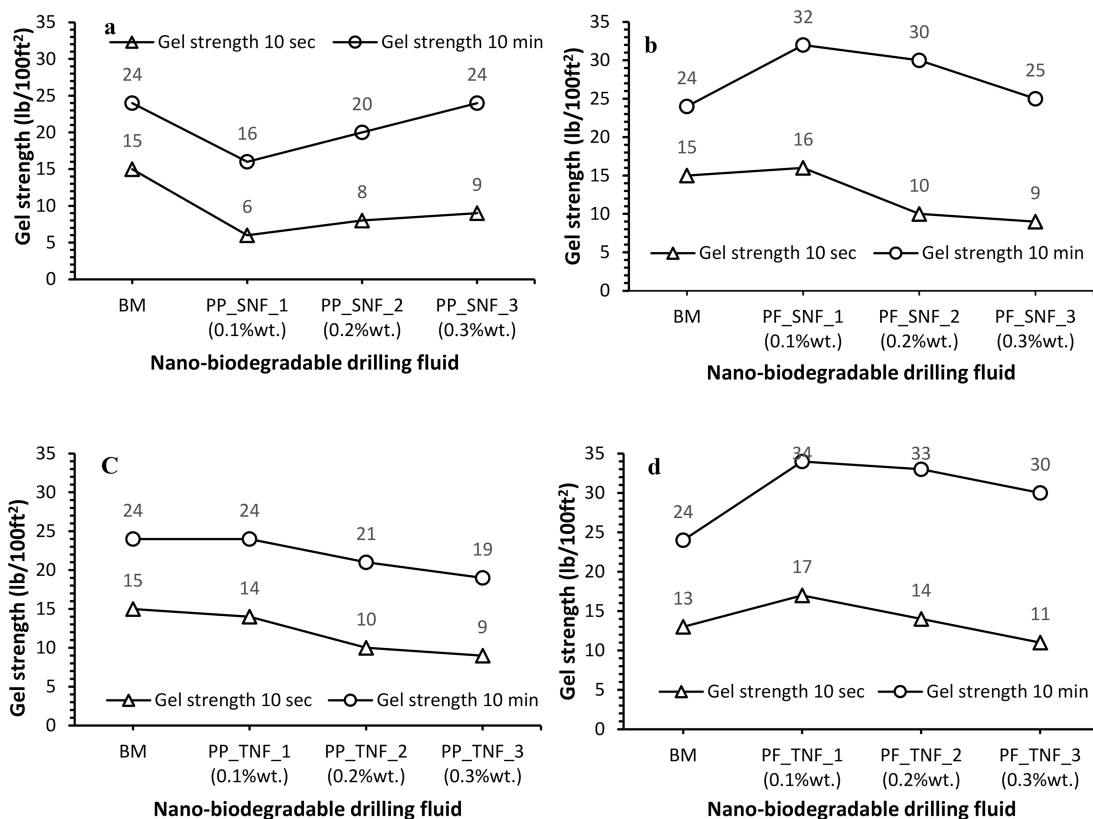 a
Gel strength 10 sec
Gel strength 10 min
Gel strength (lb/100ft²)
35
30
25
20
15
10
5
0
24
16
20
24
15
6
8
9
BM
PP_SNF_1
(0.1%wt.)
PP_SNF_2
(0.2%wt.)
PP_SNF_3
(0.3%wt.)
Nano-biodegradable drilling fluid
b
Gel strength (lb/100ft²)
35
30
25
20
15
10
5
0
24
32
30
25
15
16
10
9
Gel strength 10 sec
Gel strength 10 min
BM
PF_SNF_1
(0.1%wt.)
PF_SNF_2
(0.2%wt.)
PF_SNF_3
(0.3%wt.)
Nano-biodegradable drilling fluid
C
Gel strength (lb/100ft²)
35
30
25
20
15
10
5
0
24
24
21
19
15
14
10
9
Gel strength 10 sec
Gel strength 10 min
BM
PP_TNF_1
(0.1%wt.)
PP_TNF_2
(0.2%wt.)
PP_TNF_3
(0.3%wt.)
Nano-biodegradable drilling fluid
d
Gel strength (lb/100ft²)
35
30
25
20
15
10
5
0
24
34
33
30
13
17
14
11
Gel strength 10 sec
Gel strength 10 min
BM
PF_TNF_1
(0.1%wt.)
PF_TNF_2
(0.2%wt.)
PF_TNF_3
(0.3%wt.)
Nano-biodegradable drilling fluid